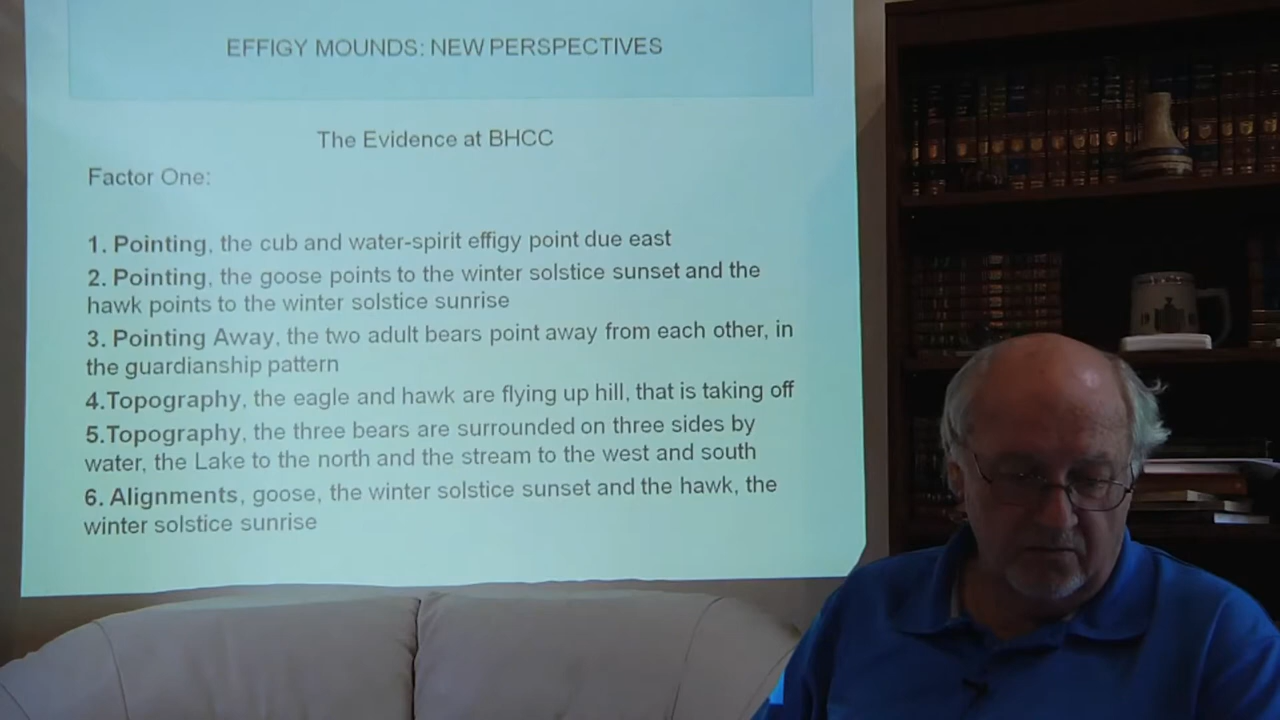 EFFIGY MOUNDS: NEW PERSPECTIVES
The Evidence at BHCC
Factor One:
1. Pointing, the cub and water-spirit effigy point due east
2. Pointing, the goose points to the winter solstice sunset and the
hawk points to the winter solstice sunrise
3. Pointing Away, the two adult bears point away from each other, in
the guardianship pattern
4.Topography, the eagle and hawk are flying up hill, that is taking off
5.Topography, the three bears are surrounded on three sides by
water, the Lake to the north and the stream to the west and south
6. Alignments, goose, the winter solstice sunset and the hawk, the
winter solstice sunrise